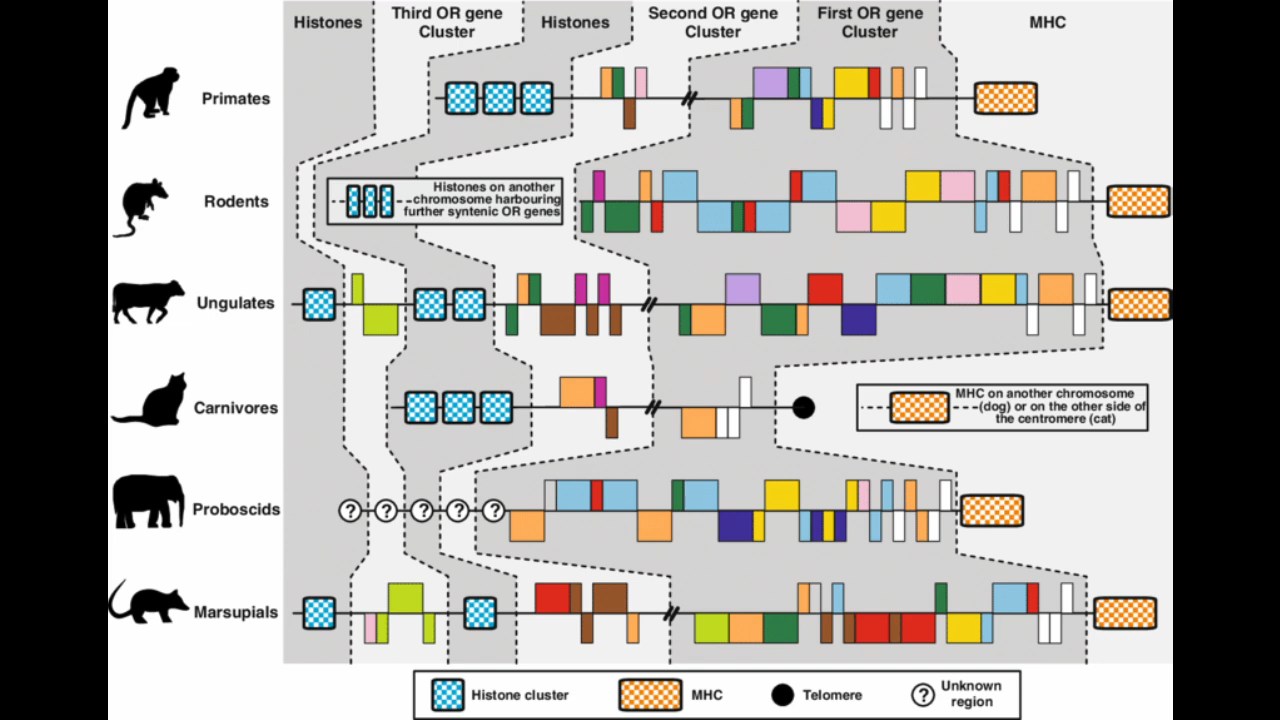 Histones
Third OR gene
Cluster
Histones
Second OR gene
Cluster
First OR gene
Cluster
MHC
Primates
Rodents
Histones on another
chromosome harbouring
further syntenic OR genes
Ungulates
Carnivores
MHC on another chromosome
(dog) or on the other side of
the centromere (cat)
Proboscids
? ? ? ? ?
Marsupials
Histone cluster
MHC
Telomere
?
Unknown
region